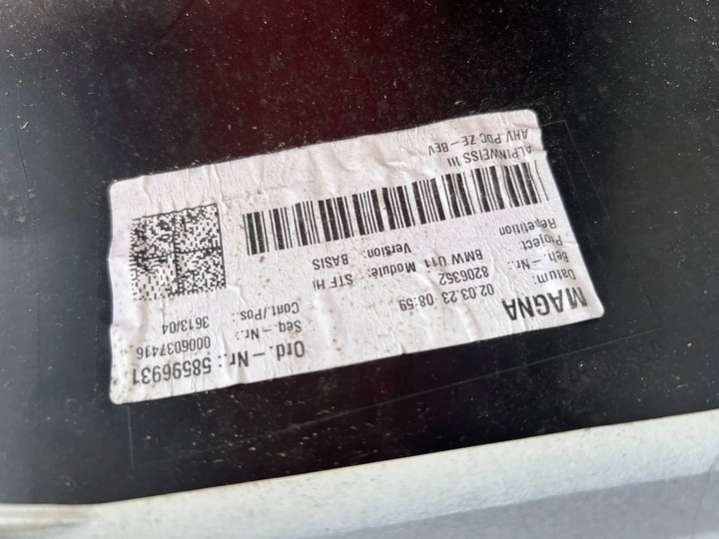 MAGNA Ord.-Nr.: 58596931
Datum: 02.03.23 08:59 Seq.-Nr.: 0006037416
Beh-Nr.: 8206352 Cont./Pos.: 3613/04
Project BMW U11 Module: STF Hi
Repetition Version: BASIS
ALPINWEISS III
AHV.PDC ZE-BEV